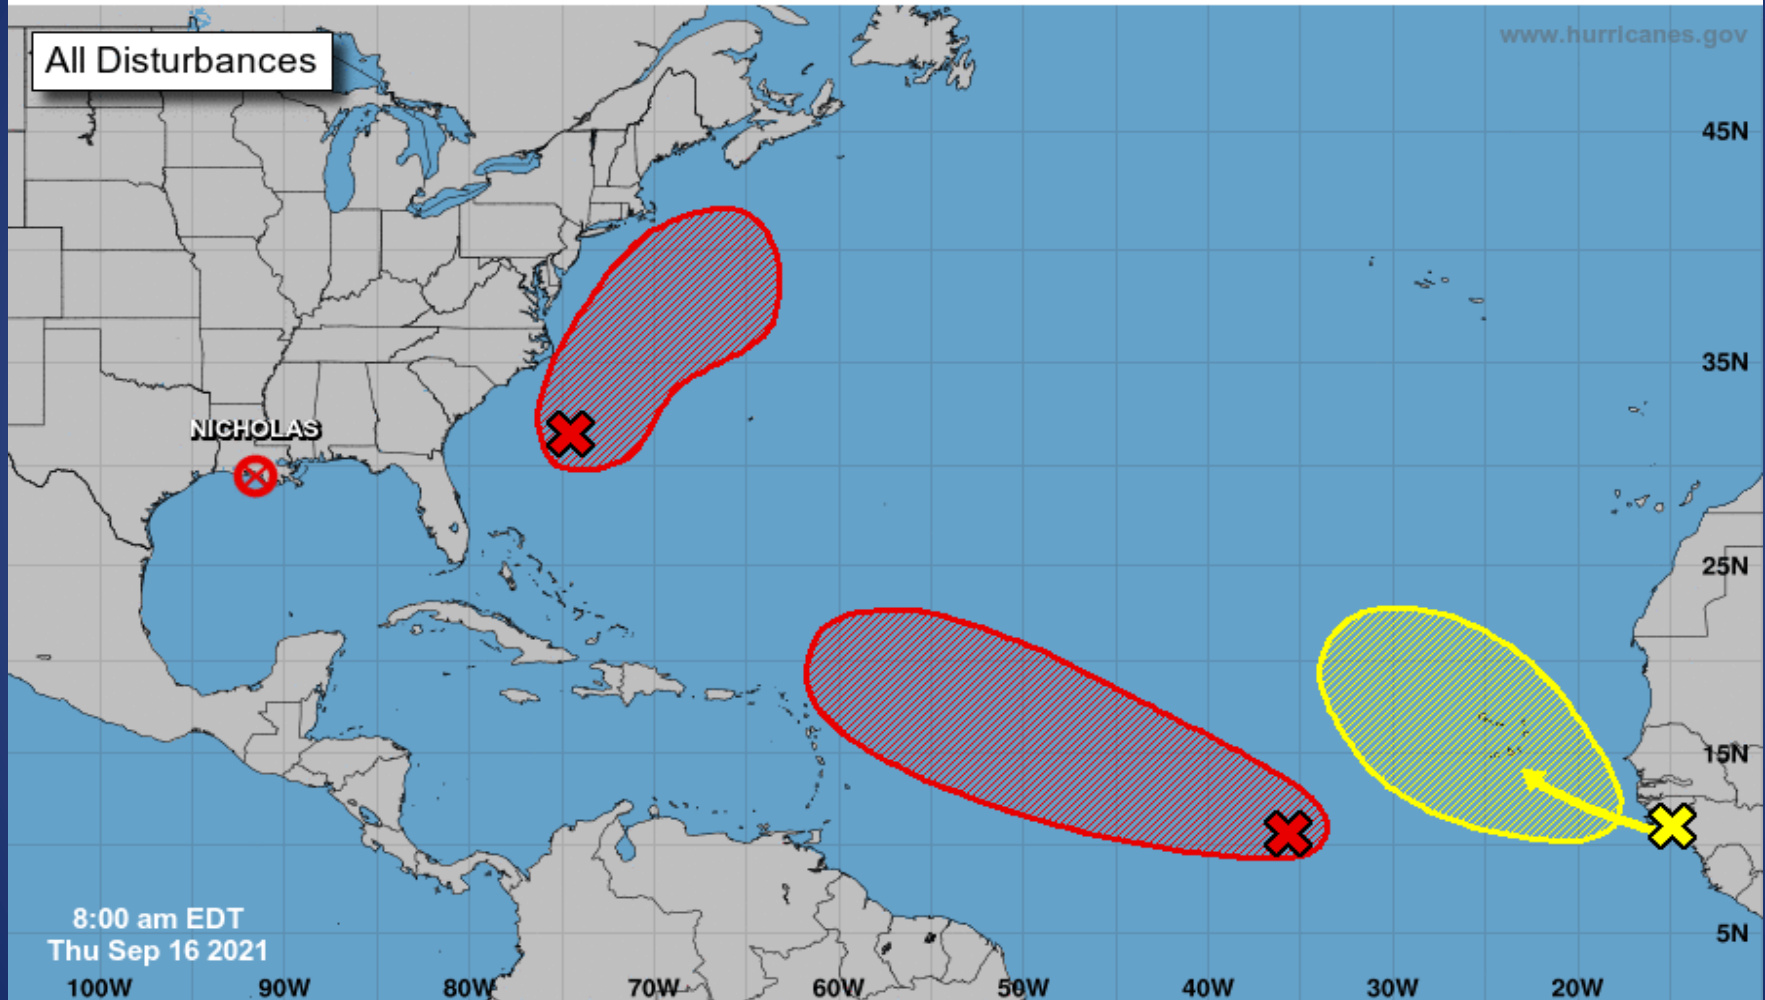 All Disturbances
www.hurricanes.gov
45N
35N
NICHOLAS
25N
15N
8:00 am EDT
Thu Sep 16 2021
5N
100W 90W 80W 70W 60W 50W 40W 30W 20W